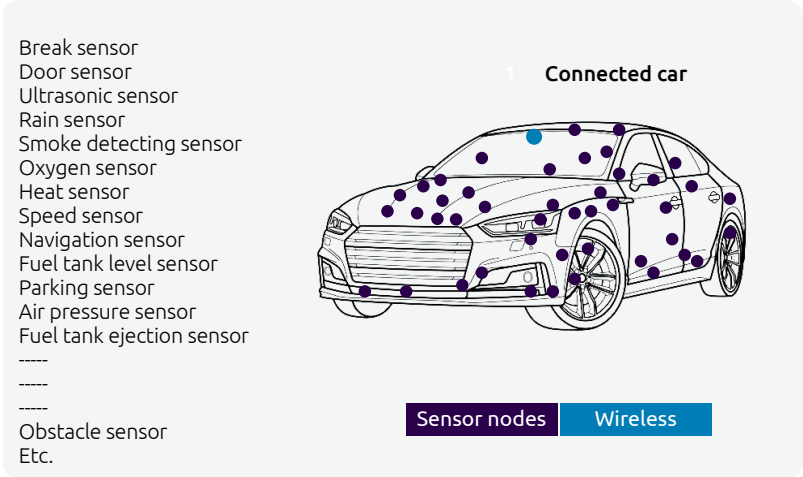 Break sensor
Door sensor
Ultrasonic sensor
Rain sensor
Smoke detecting sensor
Oxygen sensor
Heat sensor
Speed sensor
Navigation sensor
Fuel tank level sensor
Parking sensor
Air pressure sensor
Fuel tank ejection sensor
-----
-----
-----
Obstacle sensor
Etc.
1 Connected car
Sensor nodes
Wireless